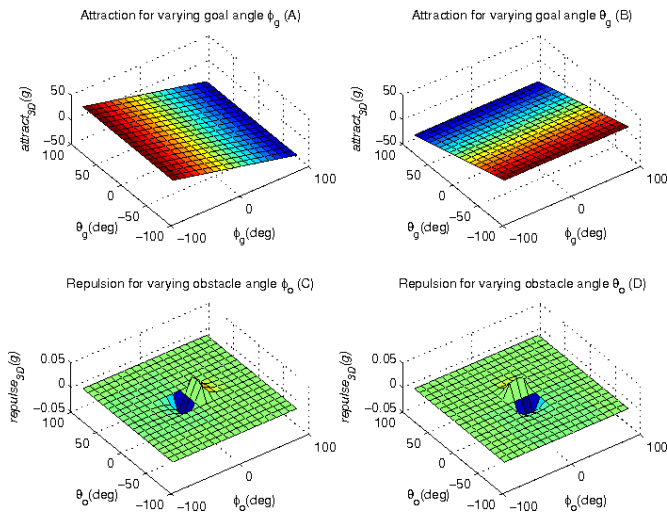 Attraction for varying goal angle ϕg (A)
50
0
−50
100
50
0
−50
−100
−100
0
100
attract3D(g)
θg(deg)
ϕg(deg)
Attraction for varying goal angle θg (B)
50
0
−50
100
50
0
−50
−100
−100
0
100
attract3D(g)
θg(deg)
ϕg(deg)
Repulsion for varying obstacle angle ϕo (C)
0.05
0
−0.05
100
50
0
−50
−100
−100
0
100
repulse3D(g)
θo(deg)
ϕo(deg)
Repulsion for varying obstacle angle θo (D)
0.05
0
−0.05
100
50
0
−50
−100
−100
0
100
repulse3D(g)
θo(deg)
ϕo(deg)